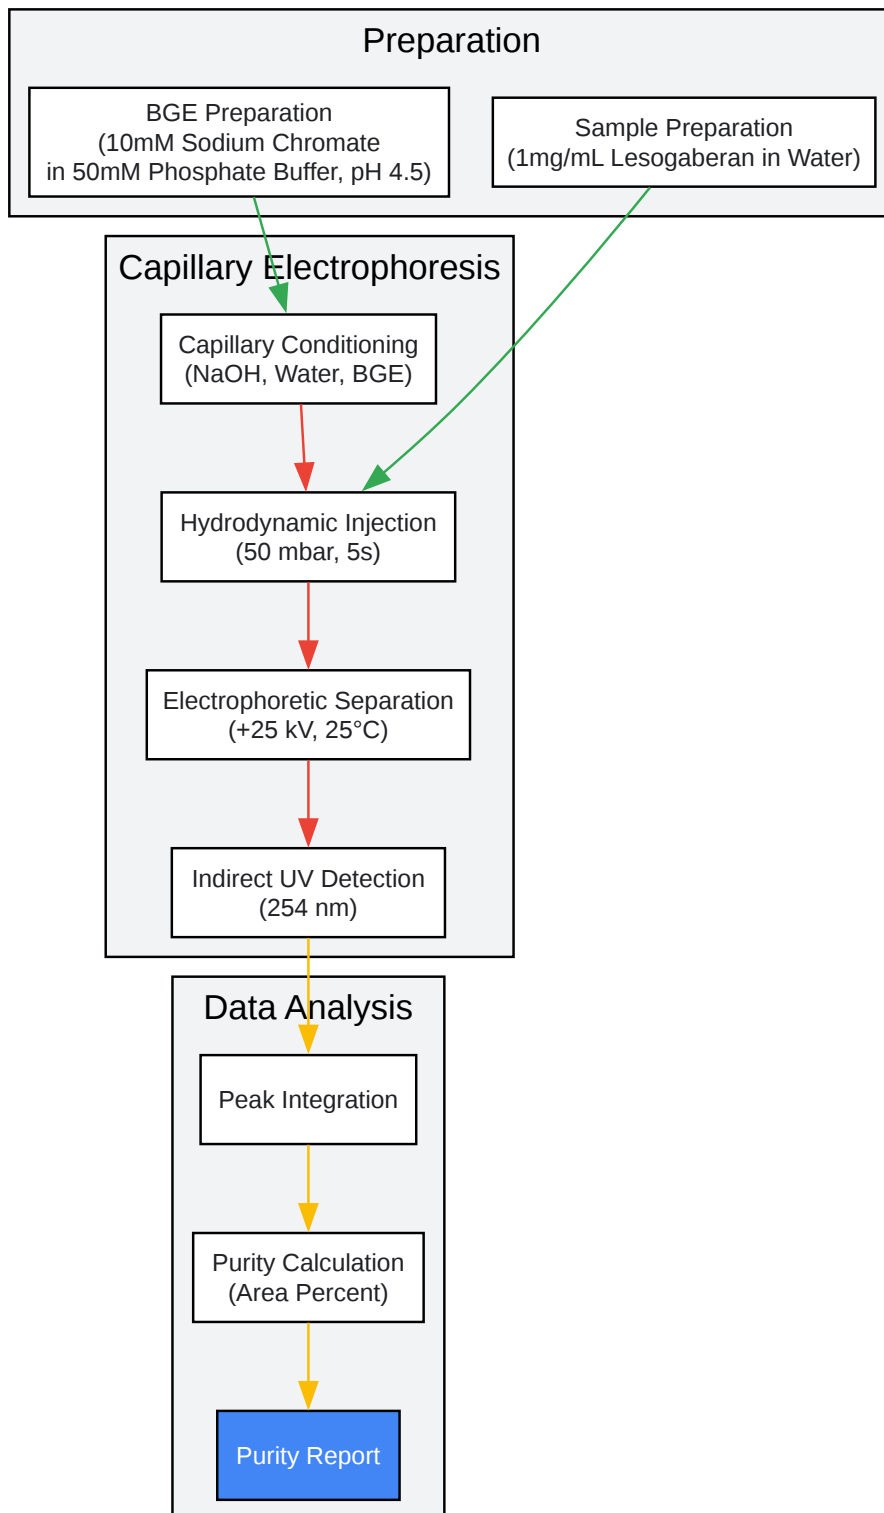 Preparation
BGE Preparation
(10mM Sodium Chromate
in 50mM Phosphate Buffer, pH 4.5)
Sample Preparation
(1mg/mL Lesogaberan in Water)
Capillary Electrophoresis
Capillary Conditioning
(NaOH, Water, BGE)
Hydrodynamic Injection
(50 mbar, 5s)
Electrophoretic Separation
(+25 kV, 25°C)
Indirect UV Detection
(254 nm)
Data Analysis
Peak Integration
Purity Calculation
(Area Percent)
Purity Report